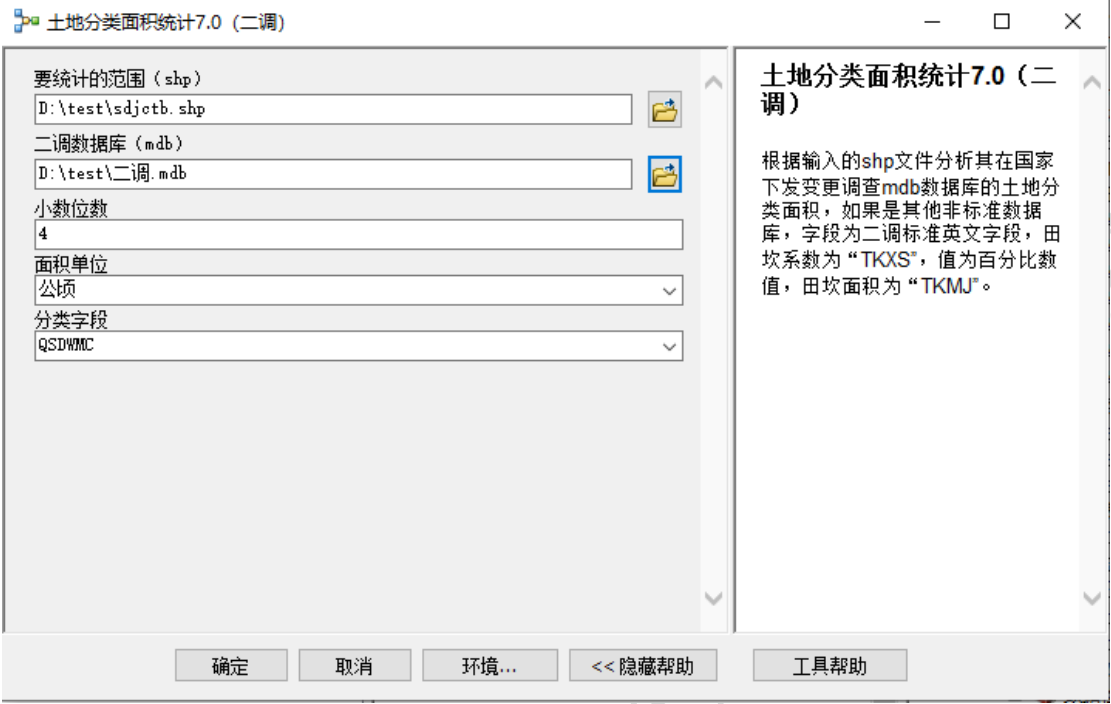 土地分类面积统计7.0（二调）
要统计的范围（shp）
D:\test\sdjctb.shp
二调数据库（mdb）
D:\test\二调.mdb
小数位数
4
面积单位
公顷
分类字段
QSDWMC
土地分类面积统计7.0（二
调）
根据输入的shp文件分析其在国家
下发变更调查mdb数据库的土地分
类面积，如果是其他非标准数据
库，字段为二调标准英文字段，田
坎系数为“TKXS”，值为百分比数
值，田坎面积为“TKMJ”。
确定
取消
环境...
<< 隐藏帮助
工具帮助